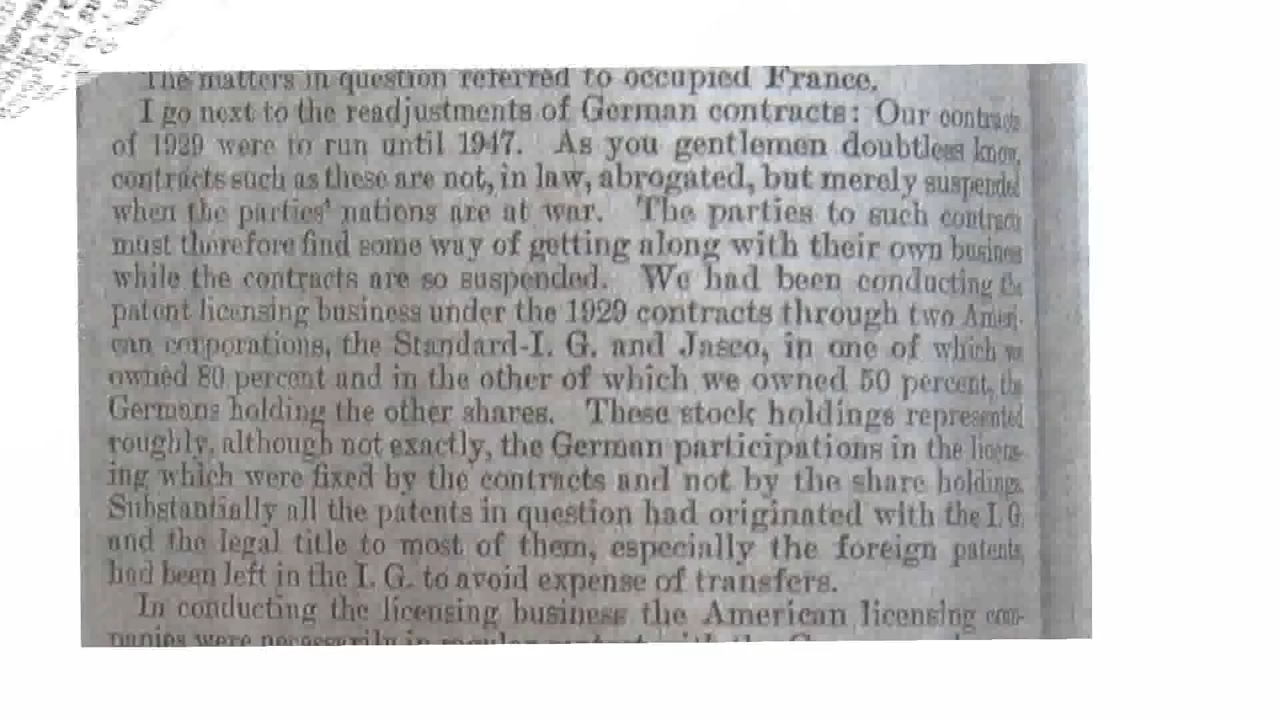 The matters in question referred to occupied France.
I go next to the readjustments of German contracts: Our contracts
of 1929 were to run until 1947. As you gentlemen doubtless know,
contracts such as these are not, in law, abrogated, but merely suspended
when the parties' nations are at war. The parties to such contracts
must therefore find some way of getting along with their own business
while the contracts are so suspended. We had been conducting the
patent licensing business under the 1929 contracts through two Ameri-
can corporations, the Standard-I. G. and Jasco, in one of which we
owned 80 percent and in the other of which we owned 50 percent, the
Germans holding the other shares. These stock holdings represented
roughly, although not exactly, the German participations in the licens-
ing which were fixed by the contracts and not by the share holdings.
Substantially all the patents in question had originated with the I. G.
and the legal title to most of them, especially the foreign patents,
had been left in the I. G. to avoid expense of transfers.
In conducting the licensing business the American licensing com-
panies were necessarily in regular